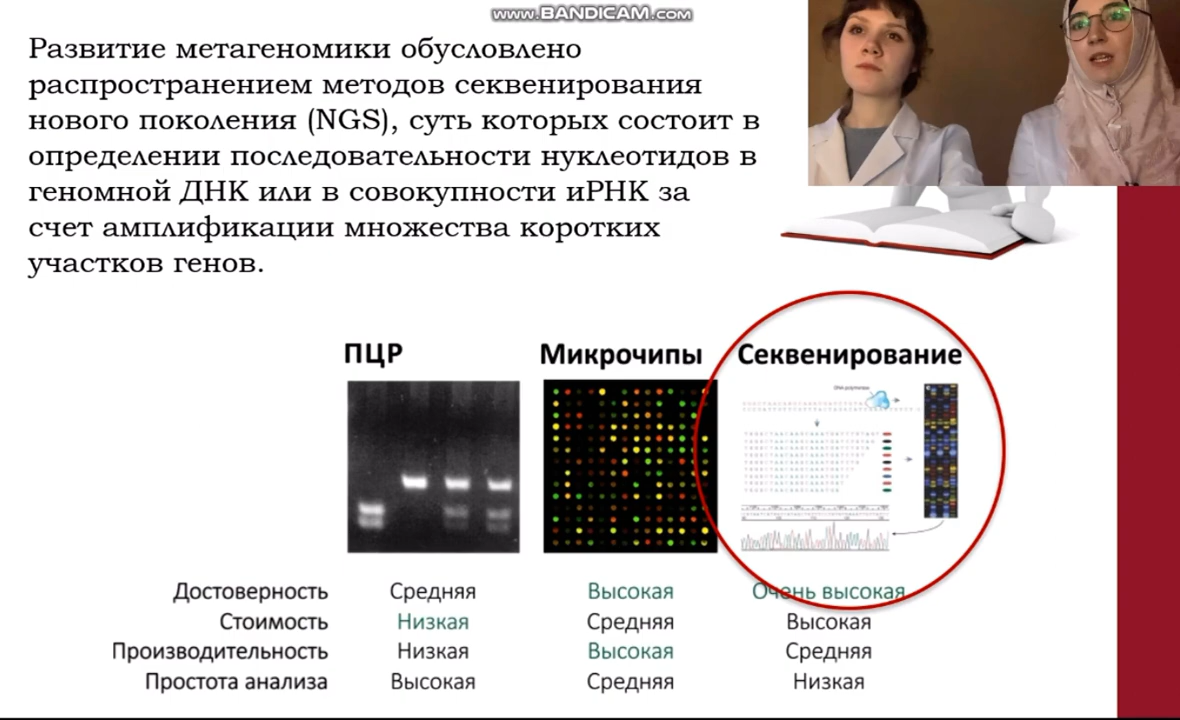 www.BANDICAM.com
Развитие метагеномики обусловлено
распространением методов секвенирования
нового поколения (NGS), суть которых состоит в
определении последовательности нуклеотидов в
геномной ДНК или в совокупности иРНК за
счет амплификации множества коротких
участков генов.
ПЦР Микрочипы Секвенирование
Достоверность Средняя Высокая Очень высокая
Стоимость Низкая Средняя Высокая
Производительность Низкая Высокая Средняя
Простота анализа Высокая Средняя Низкая